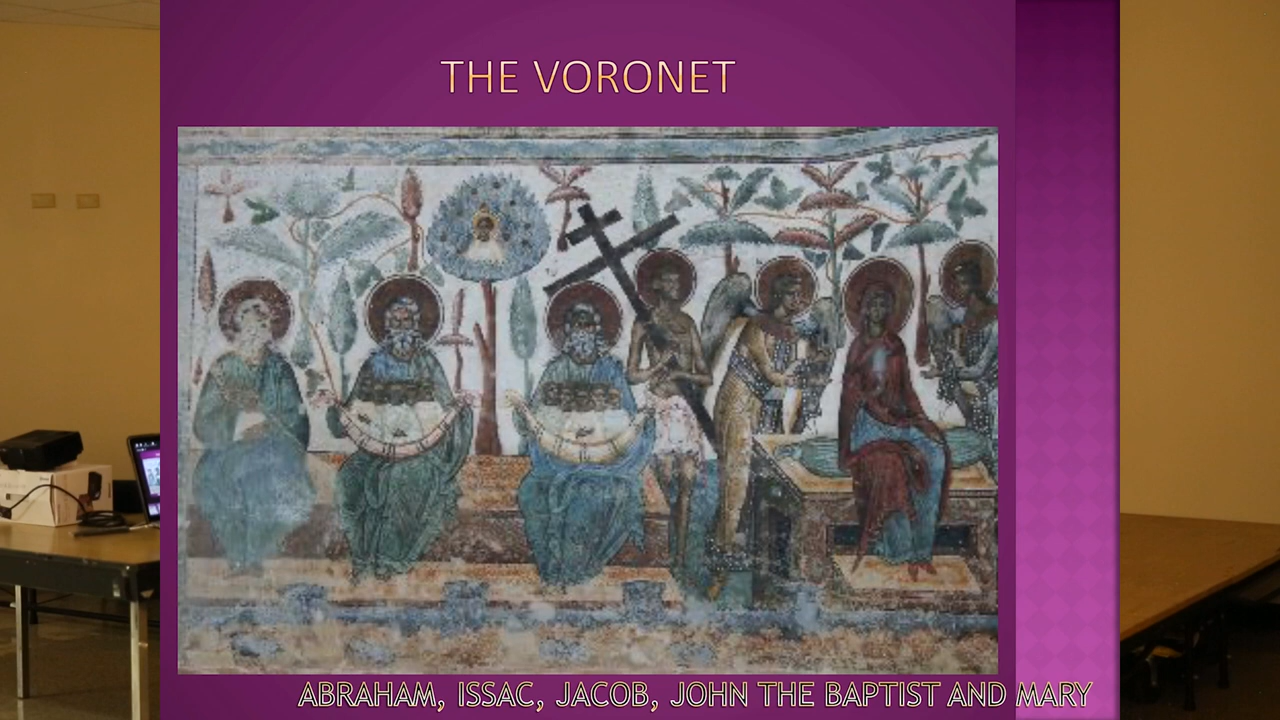 THE VORONET
ABRAHAM, ISSAC, JACOB, JOHN THE BAPTIST AND MARY